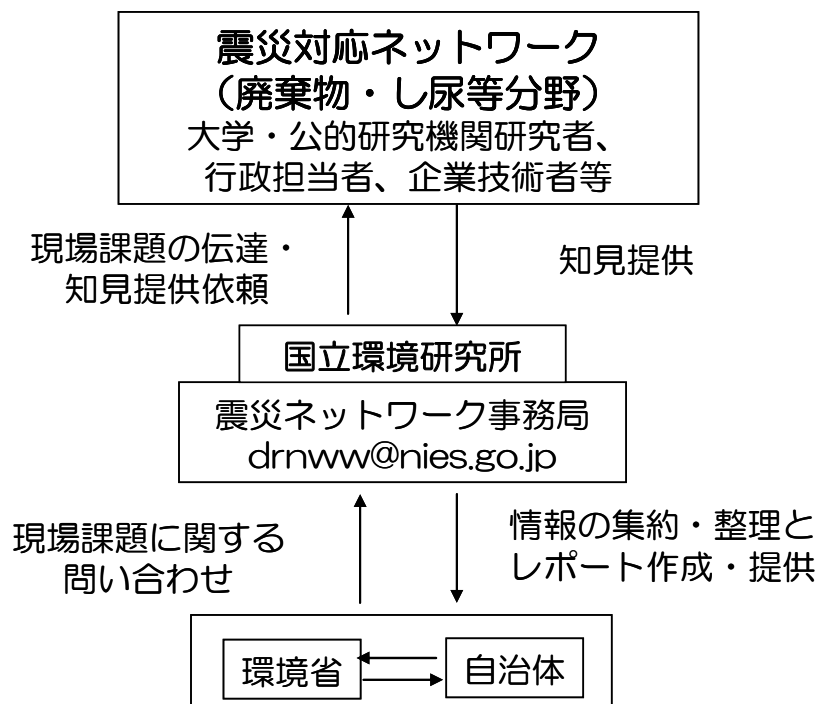 震災対応ネットワーク
（廃棄物・し尿等分野）
大学・公的研究機関研究者、
行政担当者、企業技術者等
現場課題の伝達・
知見提供依頼
知見提供
国立環境研究所
震災ネットワーク事務局
drnww@nies.go.jp
現場課題に関する
問い合わせ
情報の集約・整理と
レポート作成・提供
環境省
自治体